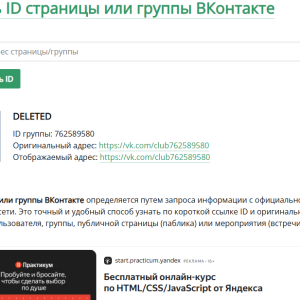 ID страницы или группы ВКонтакте
ес страницы/группы
ID
DELETED
ID группы: 762589580
Оригинальный адрес: https://vk.com/club762589580
Отображаемый адрес: https://vk.com/club762589580
или группы ВКонтакте определяется путем запроса информации с официально
сети. Это точный и удобный способ узнать по короткой ссылке ID и оригиналь
льзователя, группы, публичной страницы (паблика) или мероприятия (встречи
Практикум
Пробуйте и бросайте,
чтобы сделать выбор
по душе
start.practicum.yandex РЕКЛАМА · 16+
Бесплатный онлайн-курс
по HTML/CSS/JavaScript от Яндекса